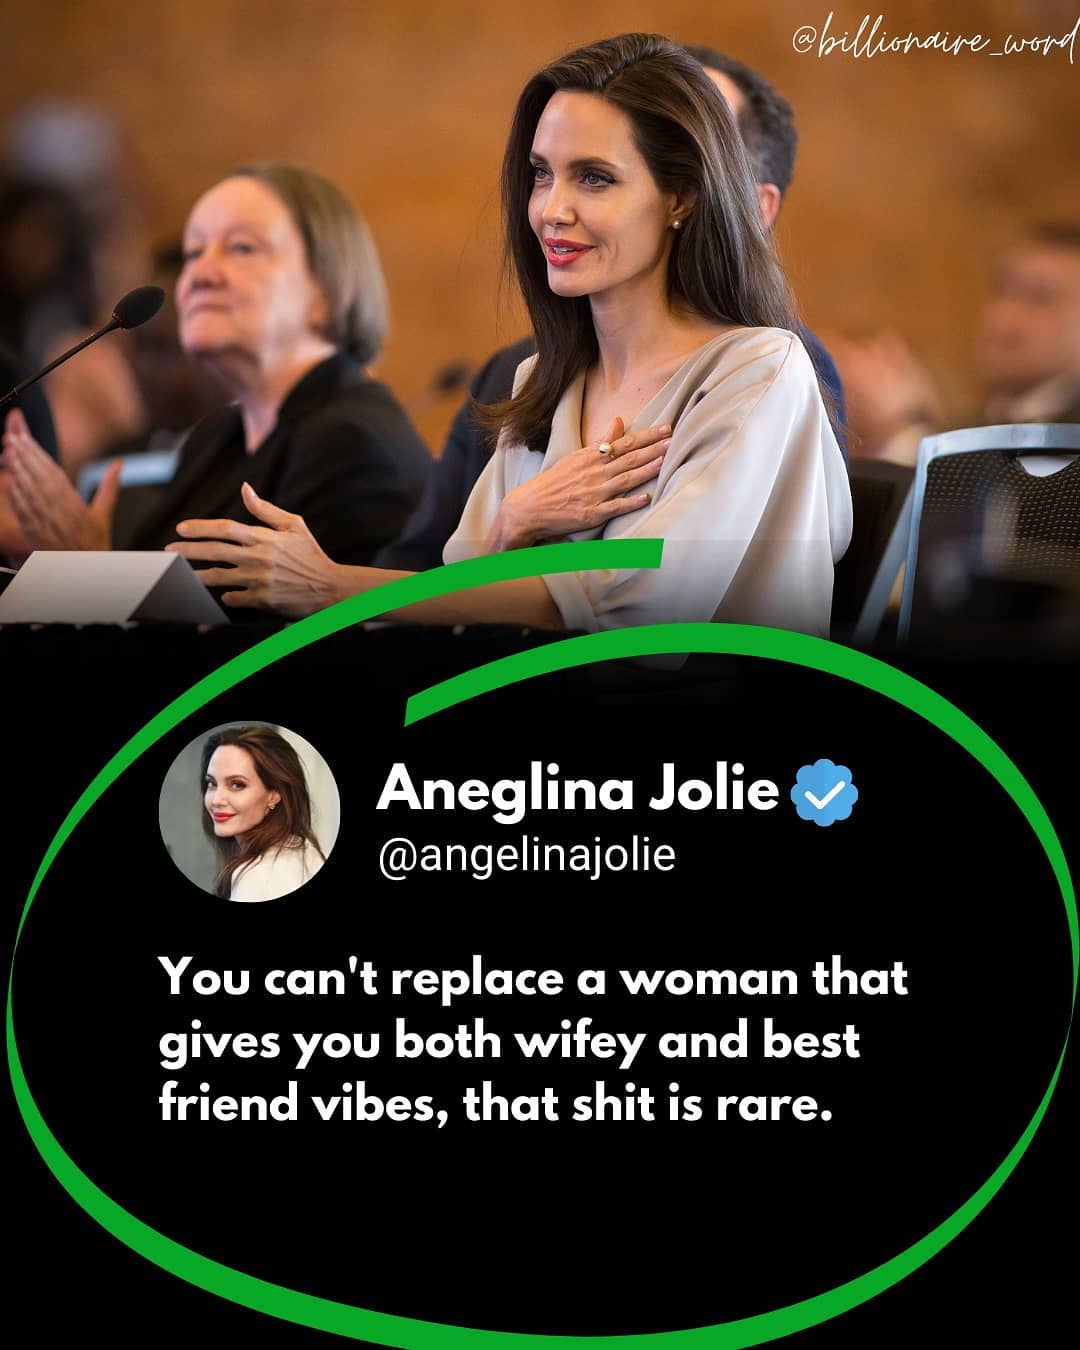 @billionaire_word
Aneglina Jolie
@angelinajolie
You can't replace a woman that
gives you both wifey and best
friend vibes, that shit is rare.